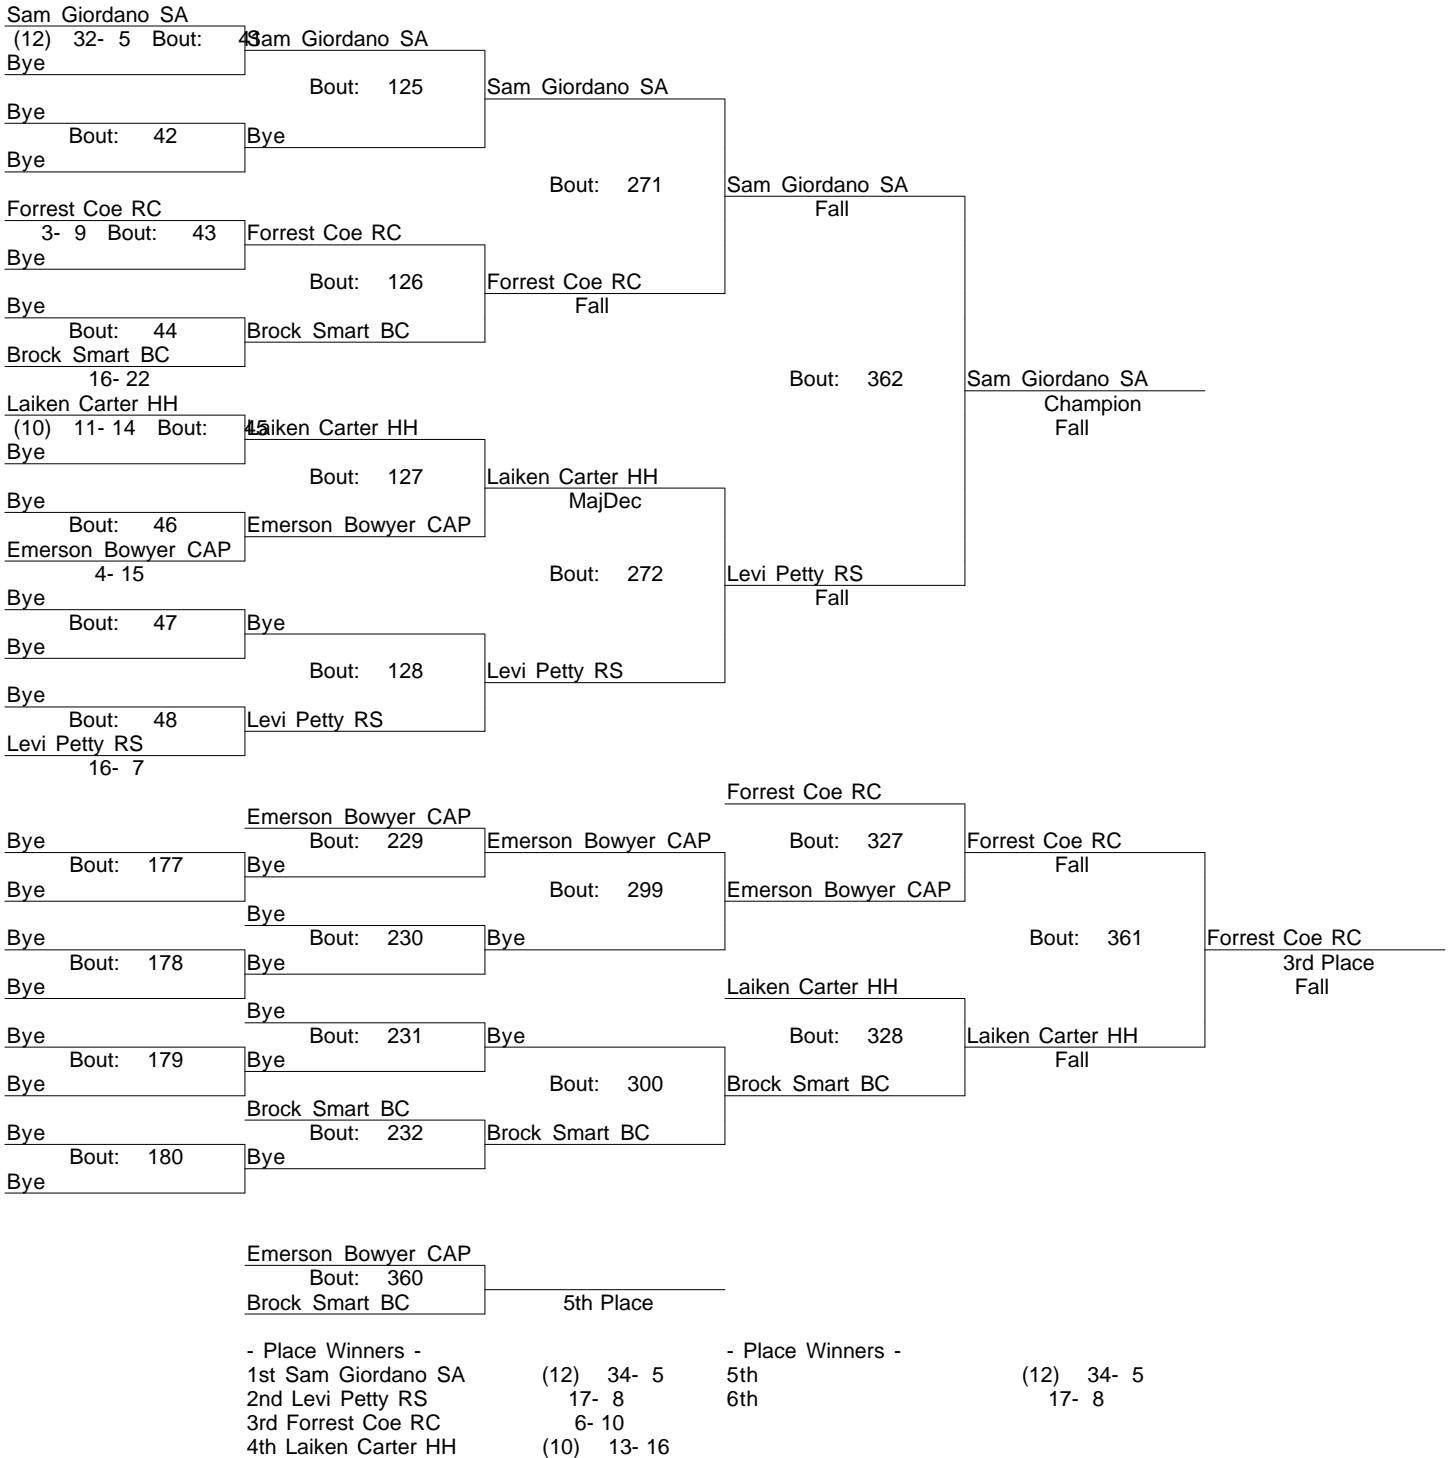 Sam Giordano SA
(12) 32- 5 Bout: 41
Sam Giordano SA
Bye
Bout: 125
Sam Giordano SA
Bye
Bout: 42
Bye
Bye
Bout: 271
Sam Giordano SA
Fall
Forrest Coe RC
3- 9 Bout: 43
Forrest Coe RC
Bye
Bout: 126
Forrest Coe RC
Fall
Bye
Bout: 44
Brock Smart BC
Brock Smart BC
16- 22
Bout: 362
Sam Giordano SA
Champion
Fall
Laiken Carter HH
(10) 11- 14 Bout: 45
Laiken Carter HH
Bye
Bout: 127
Laiken Carter HH
MajDec
Bye
Bout: 46
Emerson Bowyer CAP
Emerson Bowyer CAP
4- 15
Bout: 272
Levi Petty RS
Fall
Bye
Bout: 47
Bye
Bye
Bout: 128
Levi Petty RS
Bye
Bout: 48
Levi Petty RS
Levi Petty RS
16- 7
Forrest Coe RC
Emerson Bowyer CAP
Bye
Bout: 229
Emerson Bowyer CAP
Bout: 327
Forrest Coe RC
Bout: 177
Bye
Fall
Bye
Bout: 299
Emerson Bowyer CAP
Bye
Bye
Bout: 230
Bye
Bout: 361
Forrest Coe RC
Bout: 178
Bye
3rd Place
Bye
Laiken Carter HH
Fall
Bye
Bye
Bout: 231
Bye
Bout: 328
Laiken Carter HH
Bout: 179
Bye
Fall
Bye
Bout: 300
Brock Smart BC
Brock Smart BC
Bye
Bout: 232
Brock Smart BC
Bout: 180
Bye
Bye
Emerson Bowyer CAP
Bout: 360
Brock Smart BC
5th Place
- Place Winners -
- Place Winners -
1st Sam Giordano SA (12) 34- 5
5th (12) 34- 5
2nd Levi Petty RS 17- 8
6th 17- 8
3rd Forrest Coe RC 6- 10
4th Laiken Carter HH (10) 13- 16